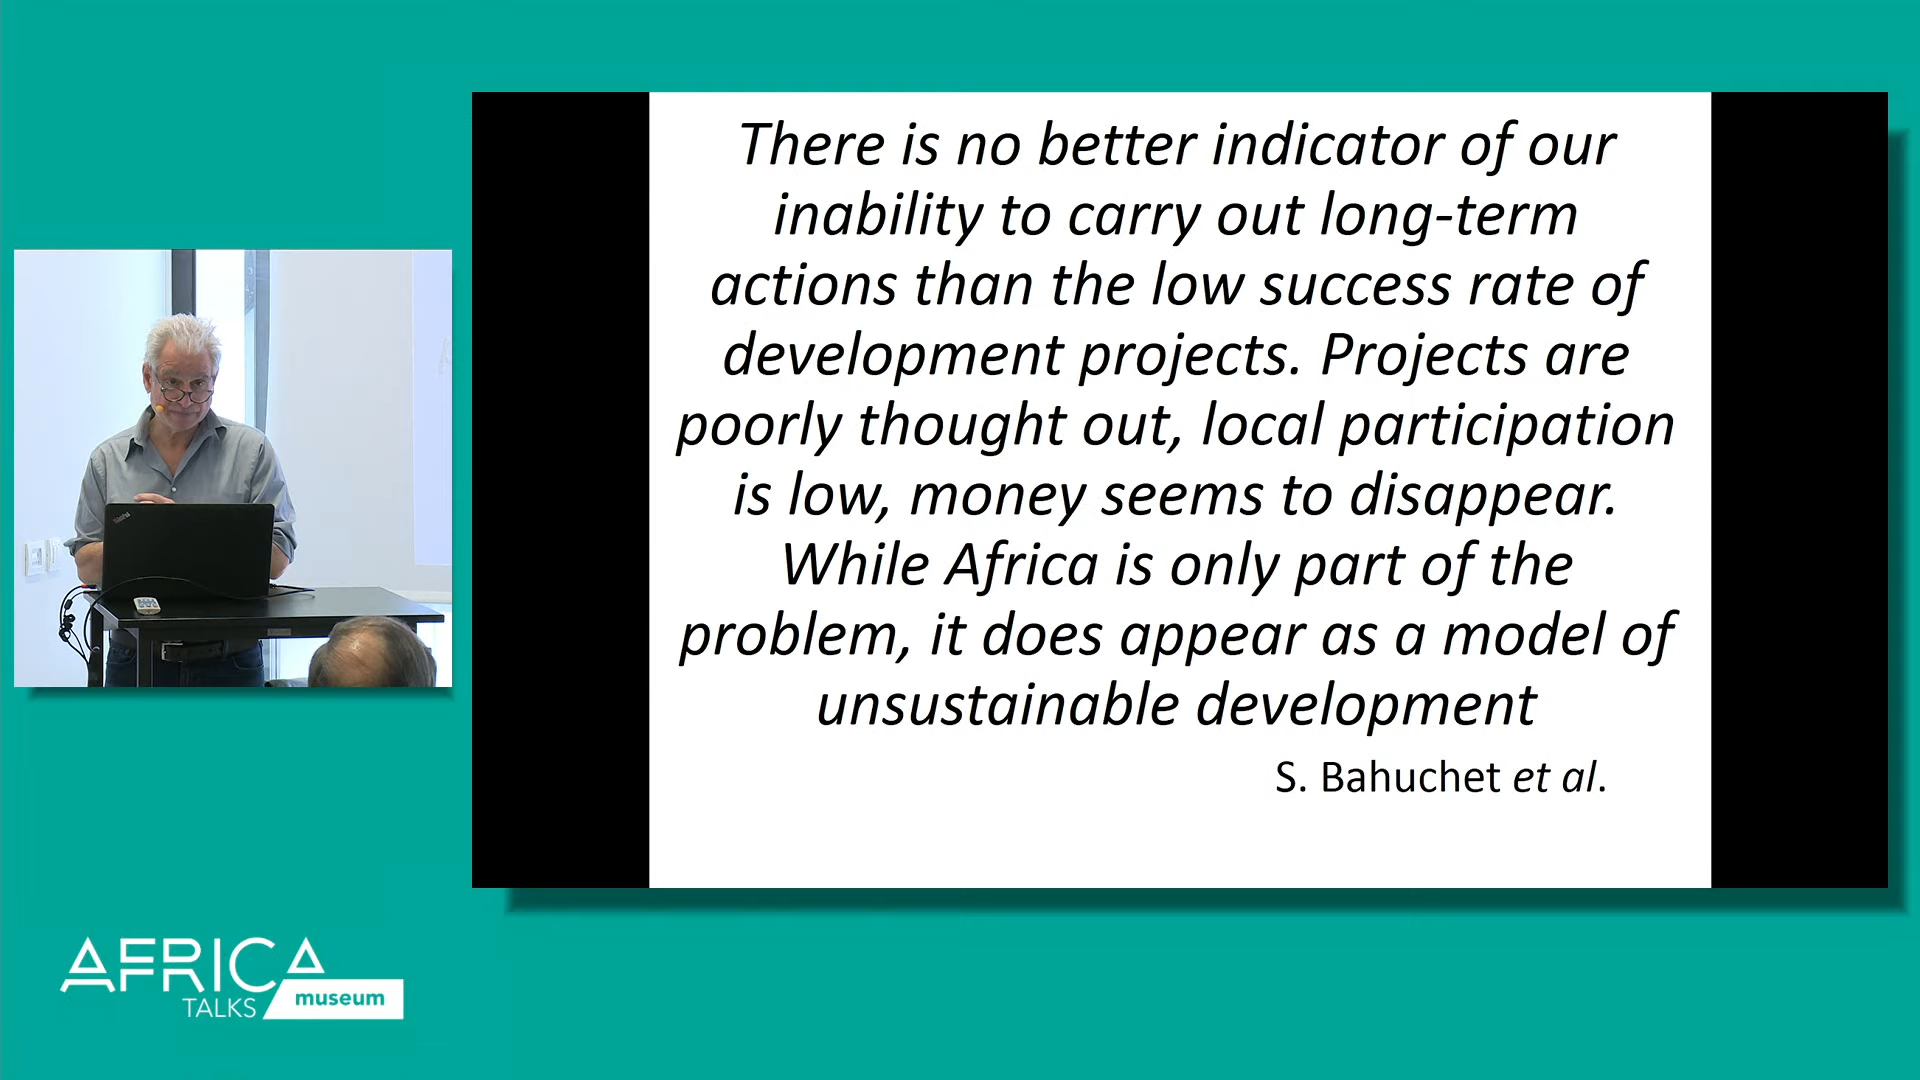 There is no better indicator of our
inability to carry out long-term
actions than the low success rate of
development projects. Projects are
poorly thought out, local participation
is low, money seems to disappear.
While Africa is only part of the
problem, it does appear as a model of
unsustainable development
S. Bahuchet et al.
AFRICA
TALKS museum